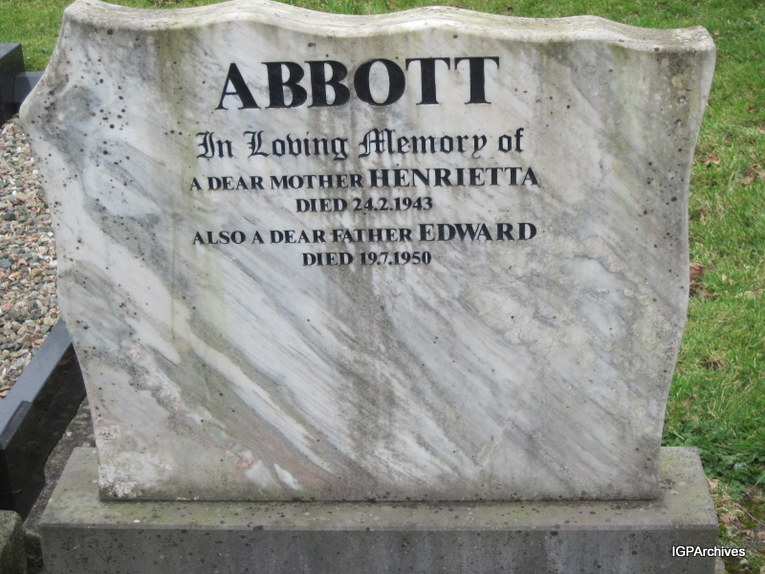 ABBOTT
In Loving Memory of
A DEAR MOTHER HENRIETTA
DIED 24.2.1943
ALSO A DEAR FATHER EDWARD
DIED 19.7.1950
IGPArchives